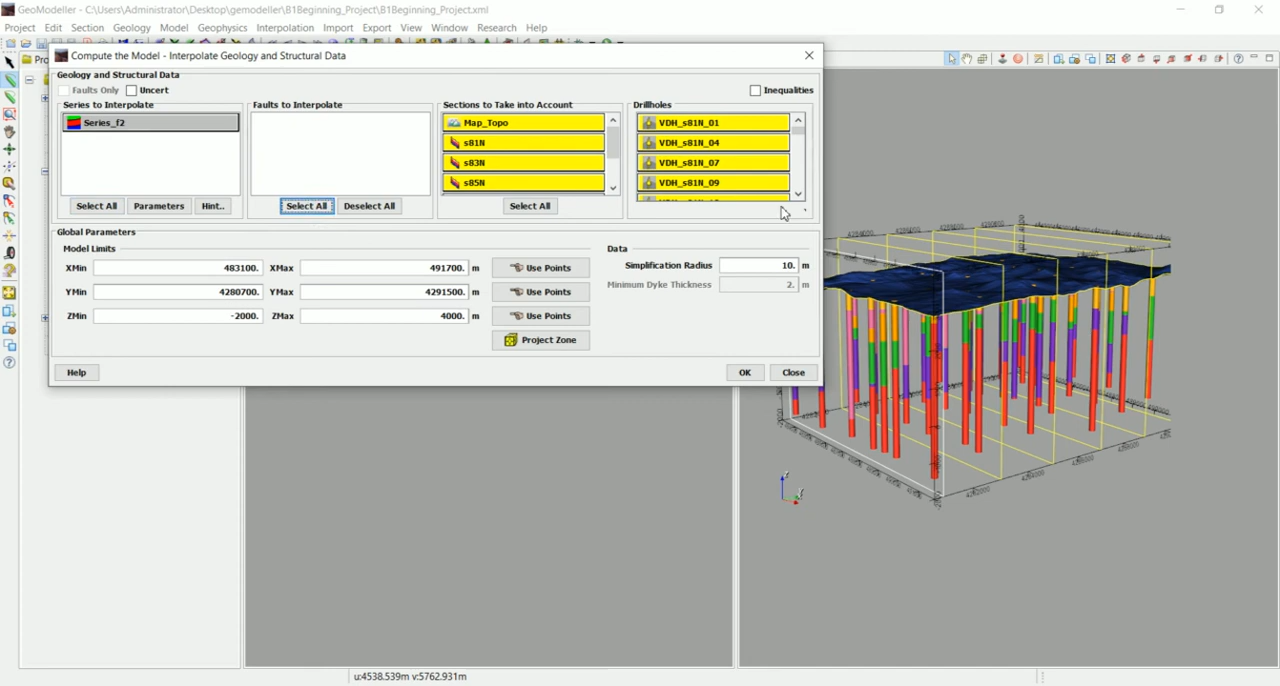 GeoModeller - C:\Users\Administrator\Desktop\gemodeller\B1Beginning_Project\B1Beginning_Project.xml
Project Edit Section Geology Model Geophysics Interpolation Import Export View Window Research Help
Compute the Model - Interpolate Geology and Structural Data
Geology and Structural Data
Faults Only Uncert Inequalities
Series to Interpolate Faults to Interpolate Sections to Take into Account Drillholes
Series_f2 Map_Topo VDH_s81N_01
s81N VDH_s81N_04
s83N VDH_s81N_07
s85N VDH_s81N_09
Select All Parameters Hint.. Select All Deselect All Select All
Global Parameters
Model Limits Data
XMin 483100. XMax 491700. m Use Points Simplification Radius 10. m
YMin 4280700. YMax 4291500. m Use Points Minimum Dyke Thickness 2. m
ZMin -2000. ZMax 4000. m Use Points
Project Zone
Help OK Close
u:4538.539m v:5762.931m